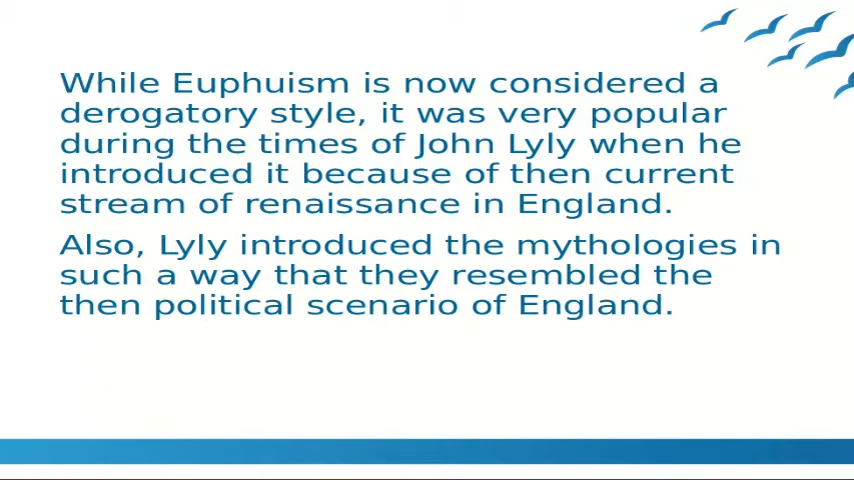 While Euphuism is now considered a
derogatory style, it was very popular
during the times of John Lyly when he
introduced it because of then current
stream of renaissance in England.
Also, Lyly introduced the mythologies in
such a way that they resembled the
then political scenario of England.